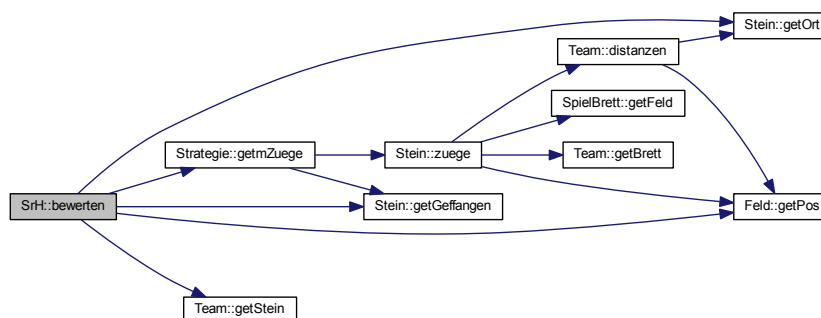 Stein::getOrt
Team::distanzen
SpielBrett::getFeld
Strategie::getmZuege
Stein::zuege
Team::getBrett
SrH::bewerten
Stein::getGeffangen
Feld::getPos
Team::getStein